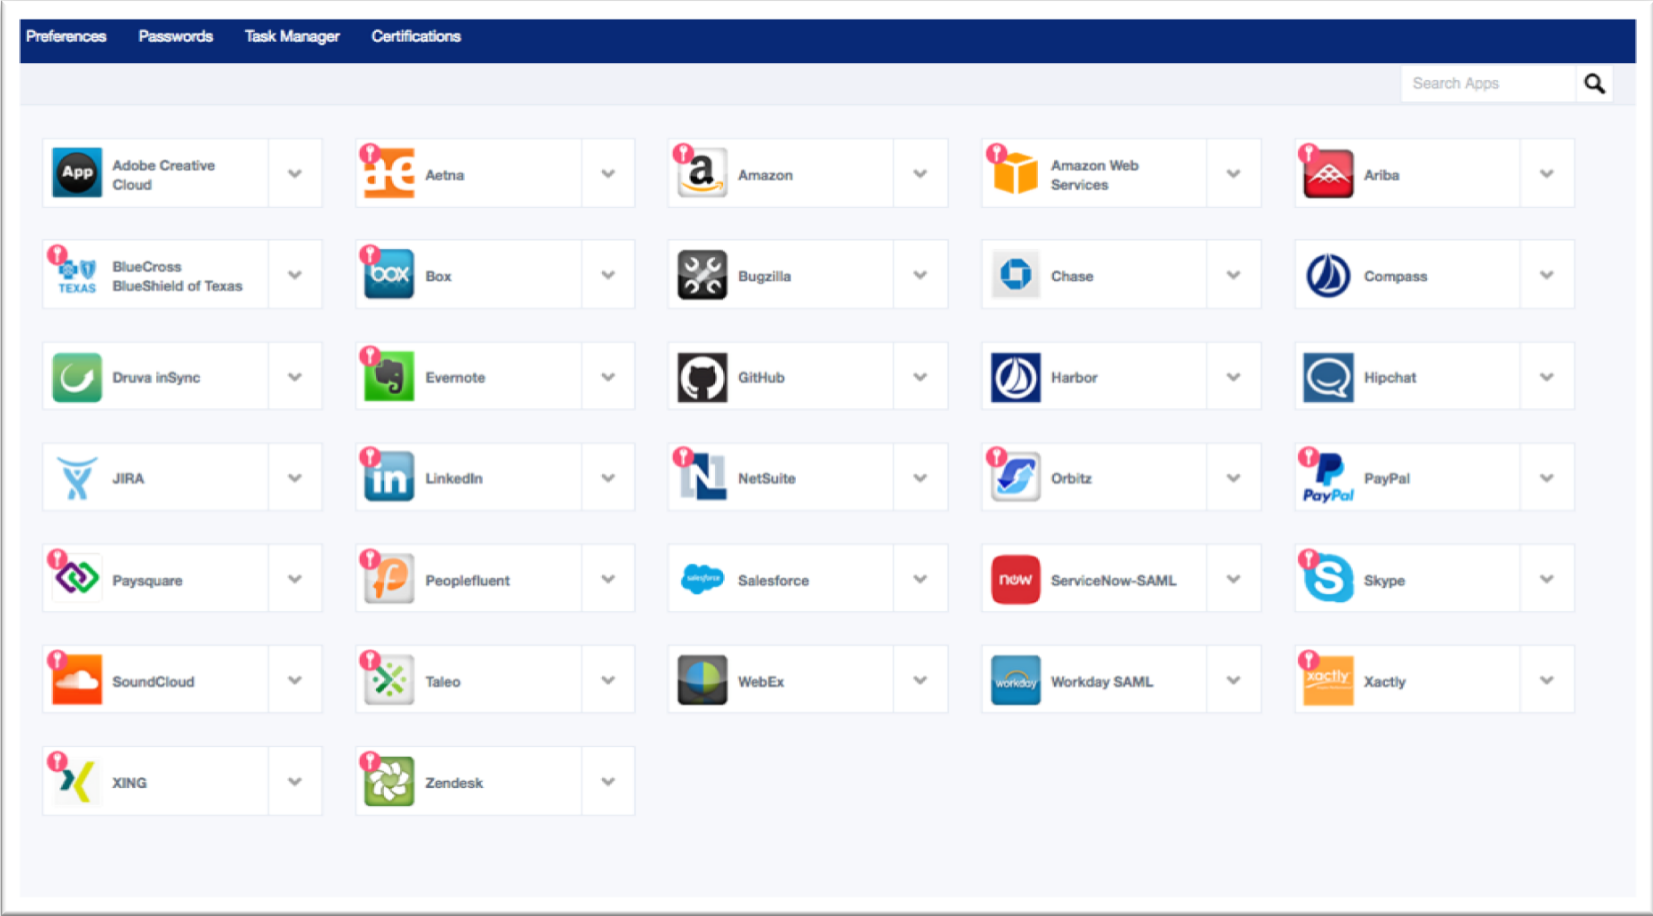 Preferences Passwords Task Manager Certifications
Search Apps
App
Adobe Creative
Cloud
ae
Aetna
a
Amazon
Amazon Web
Services
Ariba
TEXAS
BlueCross
BlueShield of Texas
box
Box
Bugzilla
Chase
Compass
Druva inSync
Evernote
GitHub
Harbor
Hipchat
JIRA
in
LinkedIn
N
NetSuite
Orbitz
PayPal
PayPal
Paysquare
Peoplefluent
salesforce
Salesforce
now
ServiceNow-SAML
S
Skype
SoundCloud
Taleo
WebEx
workday
Workday SAML
xactly
Xactly
XING
Zendesk